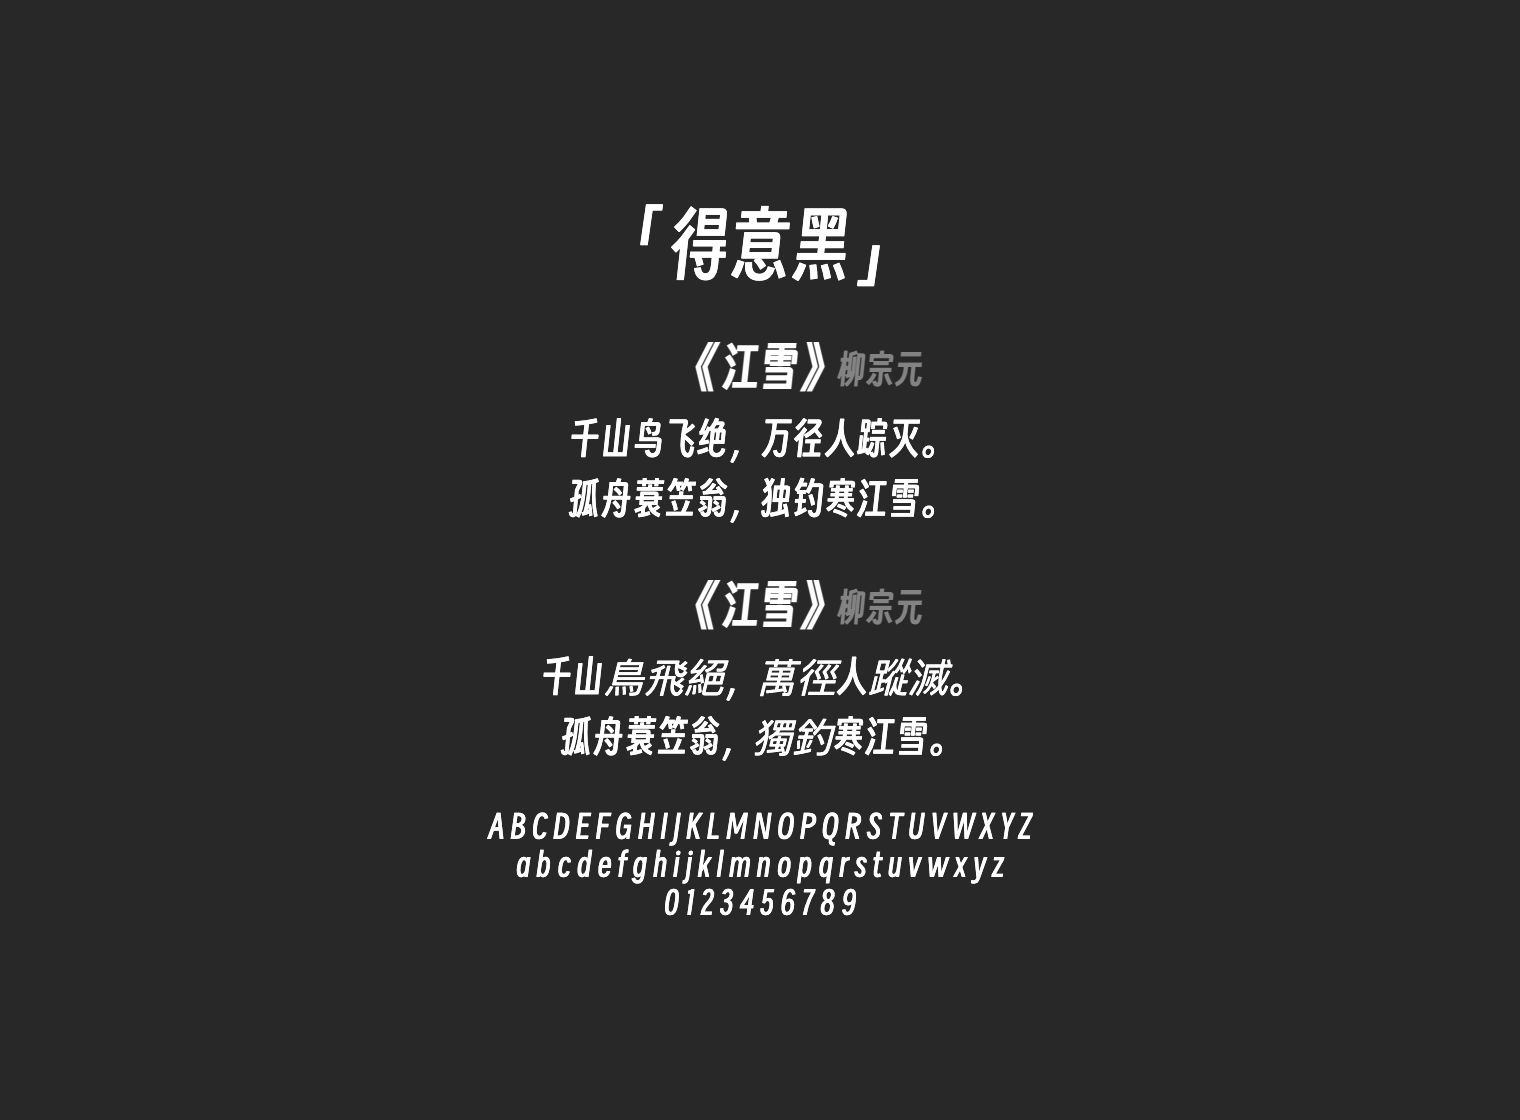 「得意黑」
《江雪》柳宗元
千山鸟飞绝，万径人踪灭。
孤舟蓑笠翁，独钓寒江雪。
《江雪》柳宗元
千山鳥飛絕，萬徑人蹤滅。
孤舟蓑笠翁，獨釣寒江雪。
ABCDEFGHIJKLMNOPQRSTUVWXYZ
abcdefghijklmnopqrstuvwxyz
0123456789